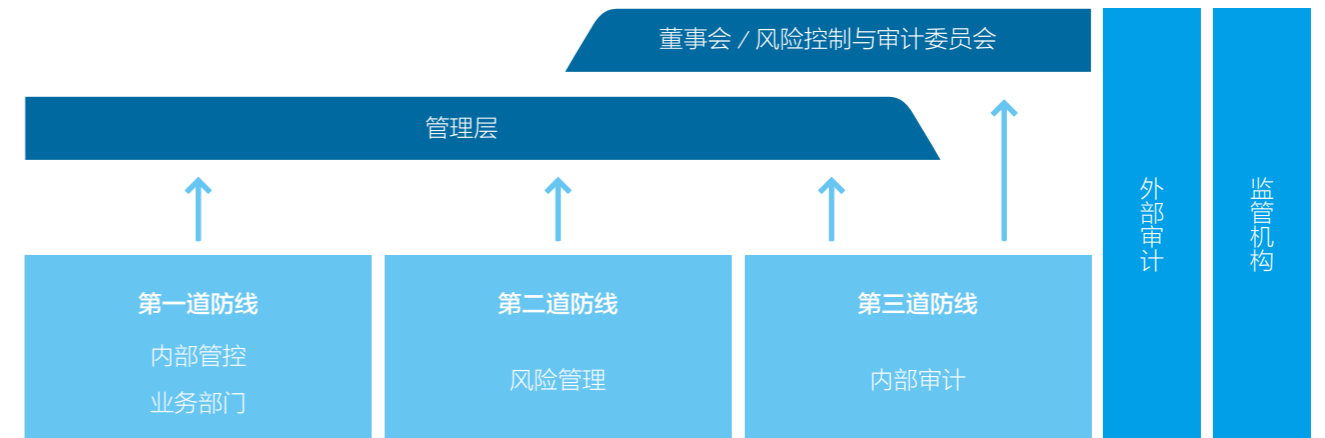 董事会 / 风险控制与审计委员会
管理层
第一道防线
内部管控
业务部门
第二道防线
风险管理
第三道防线
内部审计
外部审计
监管机构